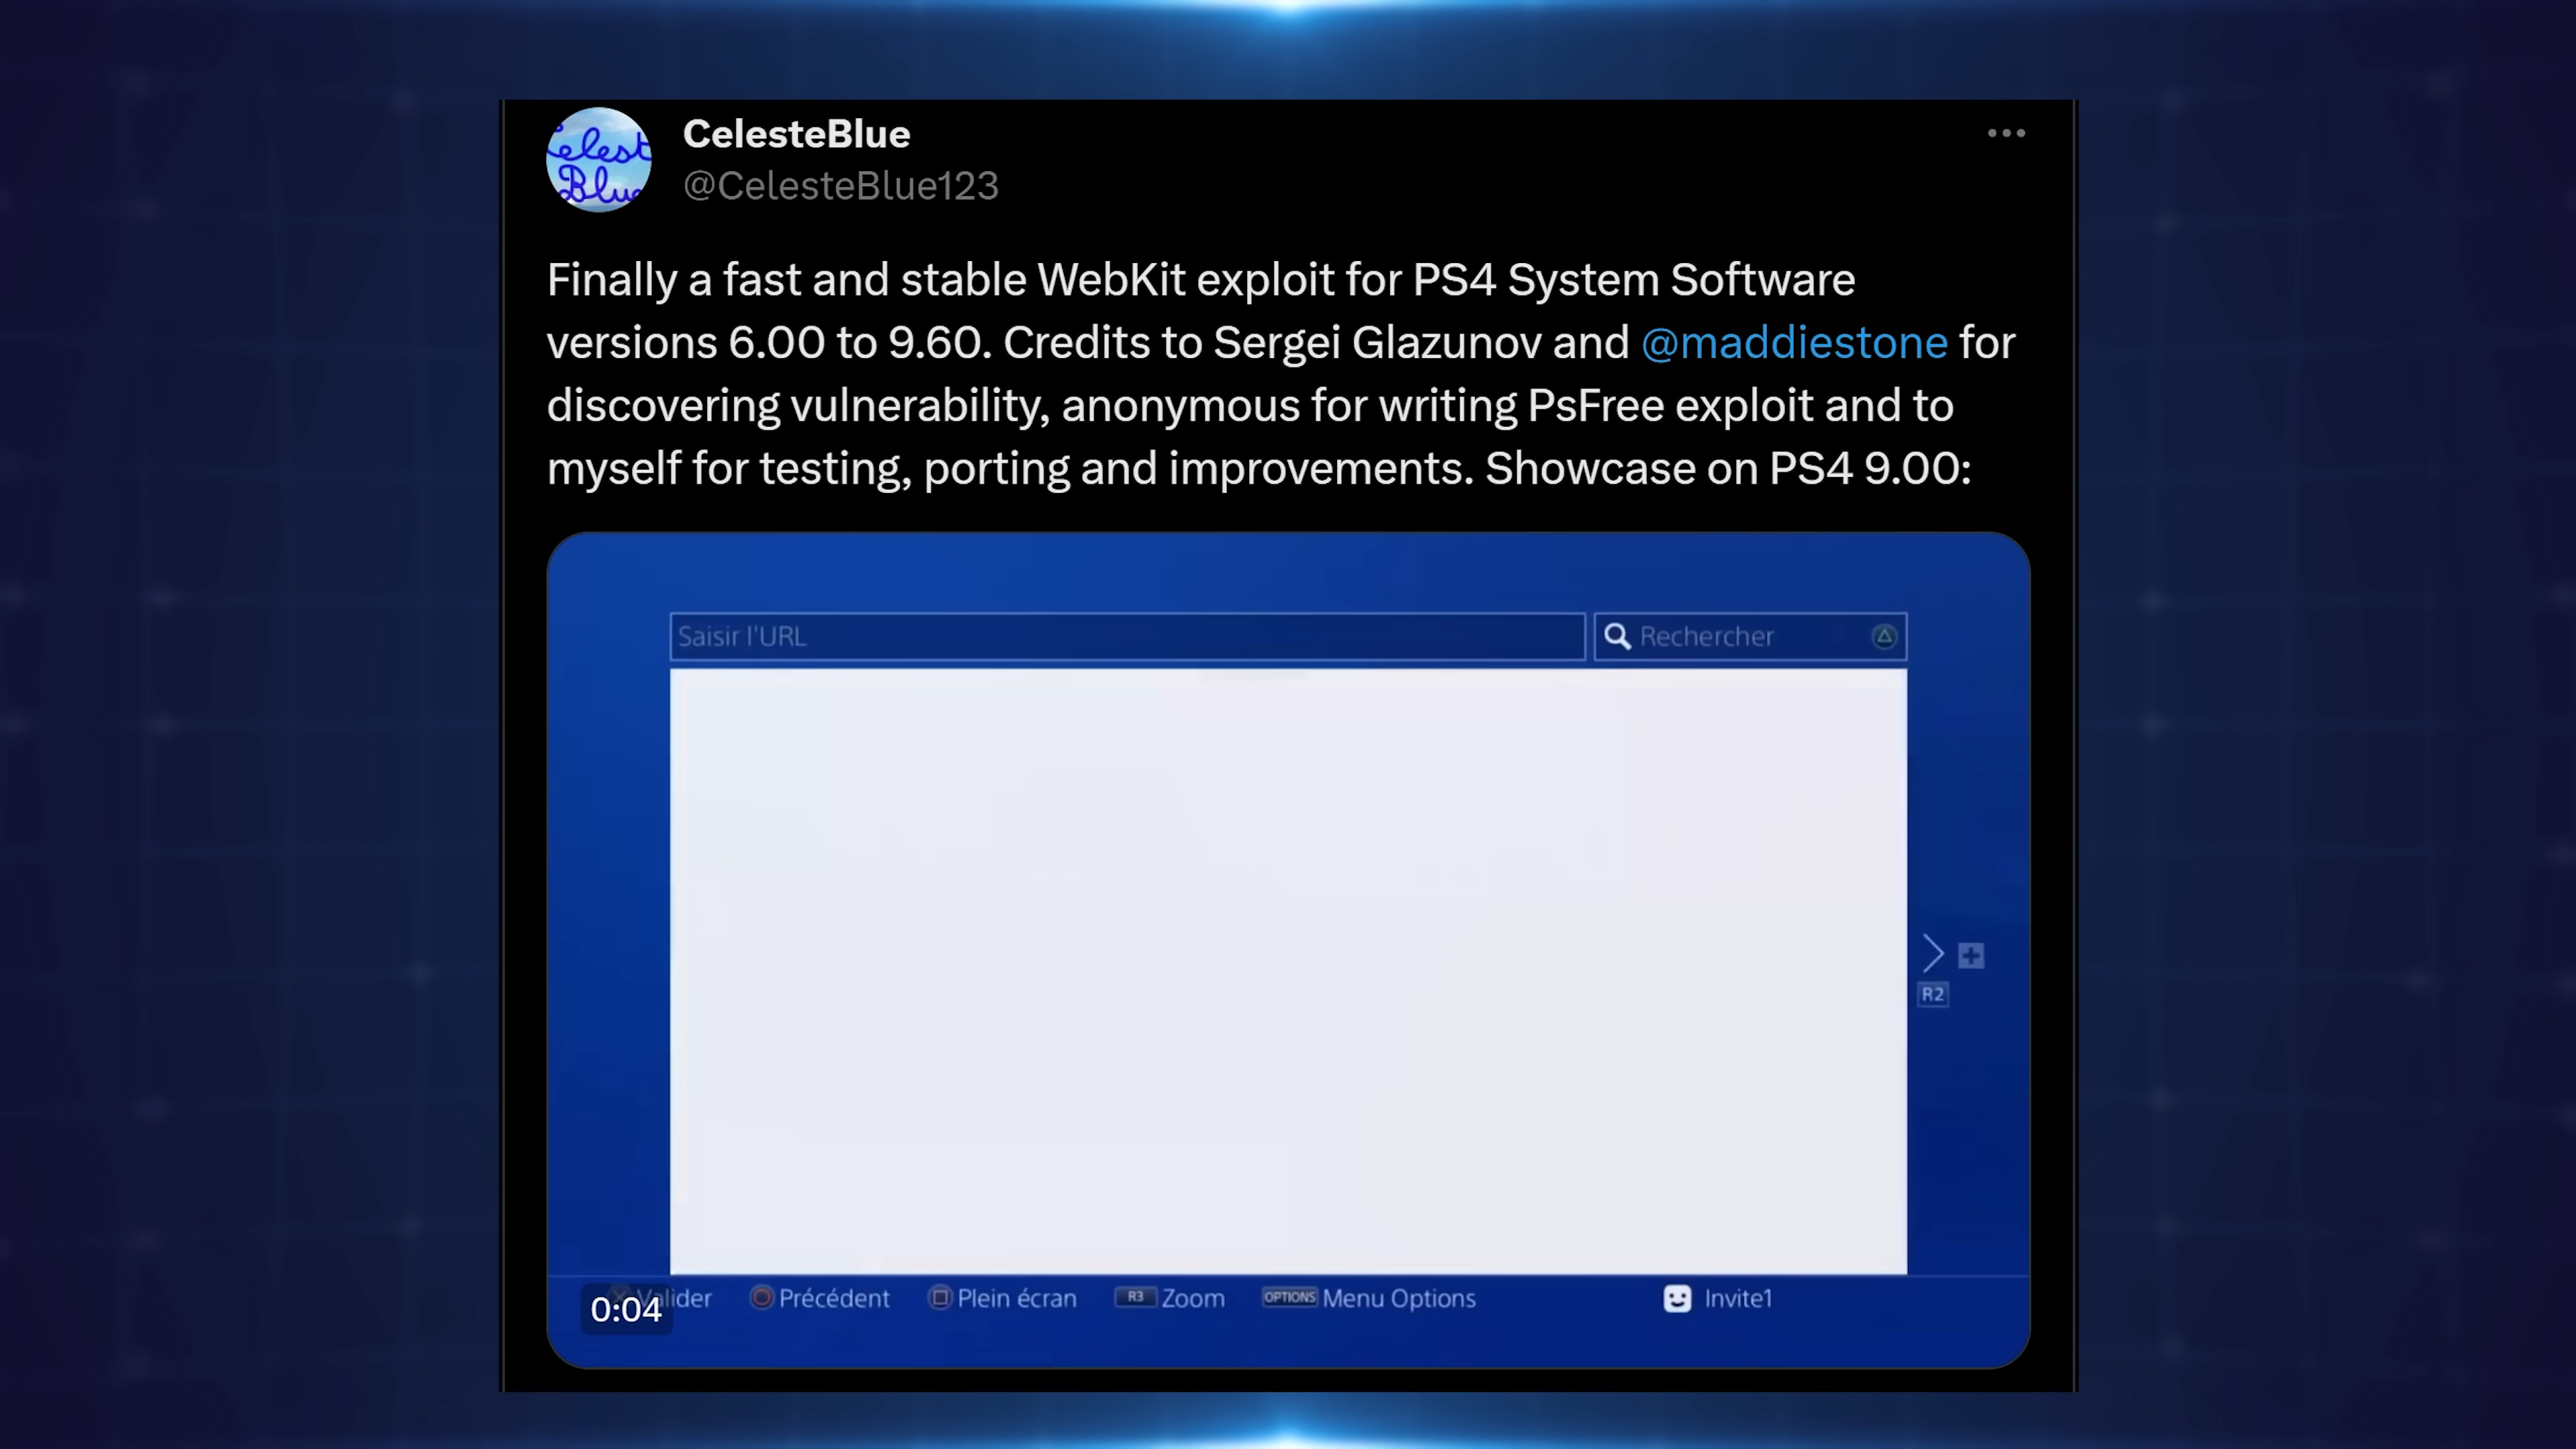 Celest
Blue
CelesteBlue
@CelesteBlue123
Finally a fast and stable WebKit exploit for PS4 System Software
versions 6.00 to 9.60. Credits to Sergei Glazunov and @maddiestone for
discovering vulnerability, anonymous for writing PsFree exploit and to
myself for testing, porting and improvements. Showcase on PS4 9.00:
Saisir l'URL
Rechercher
R2
Valider Précédent Plein écran R3 Zoom OPTIONS Menu Options Invite1
0:04